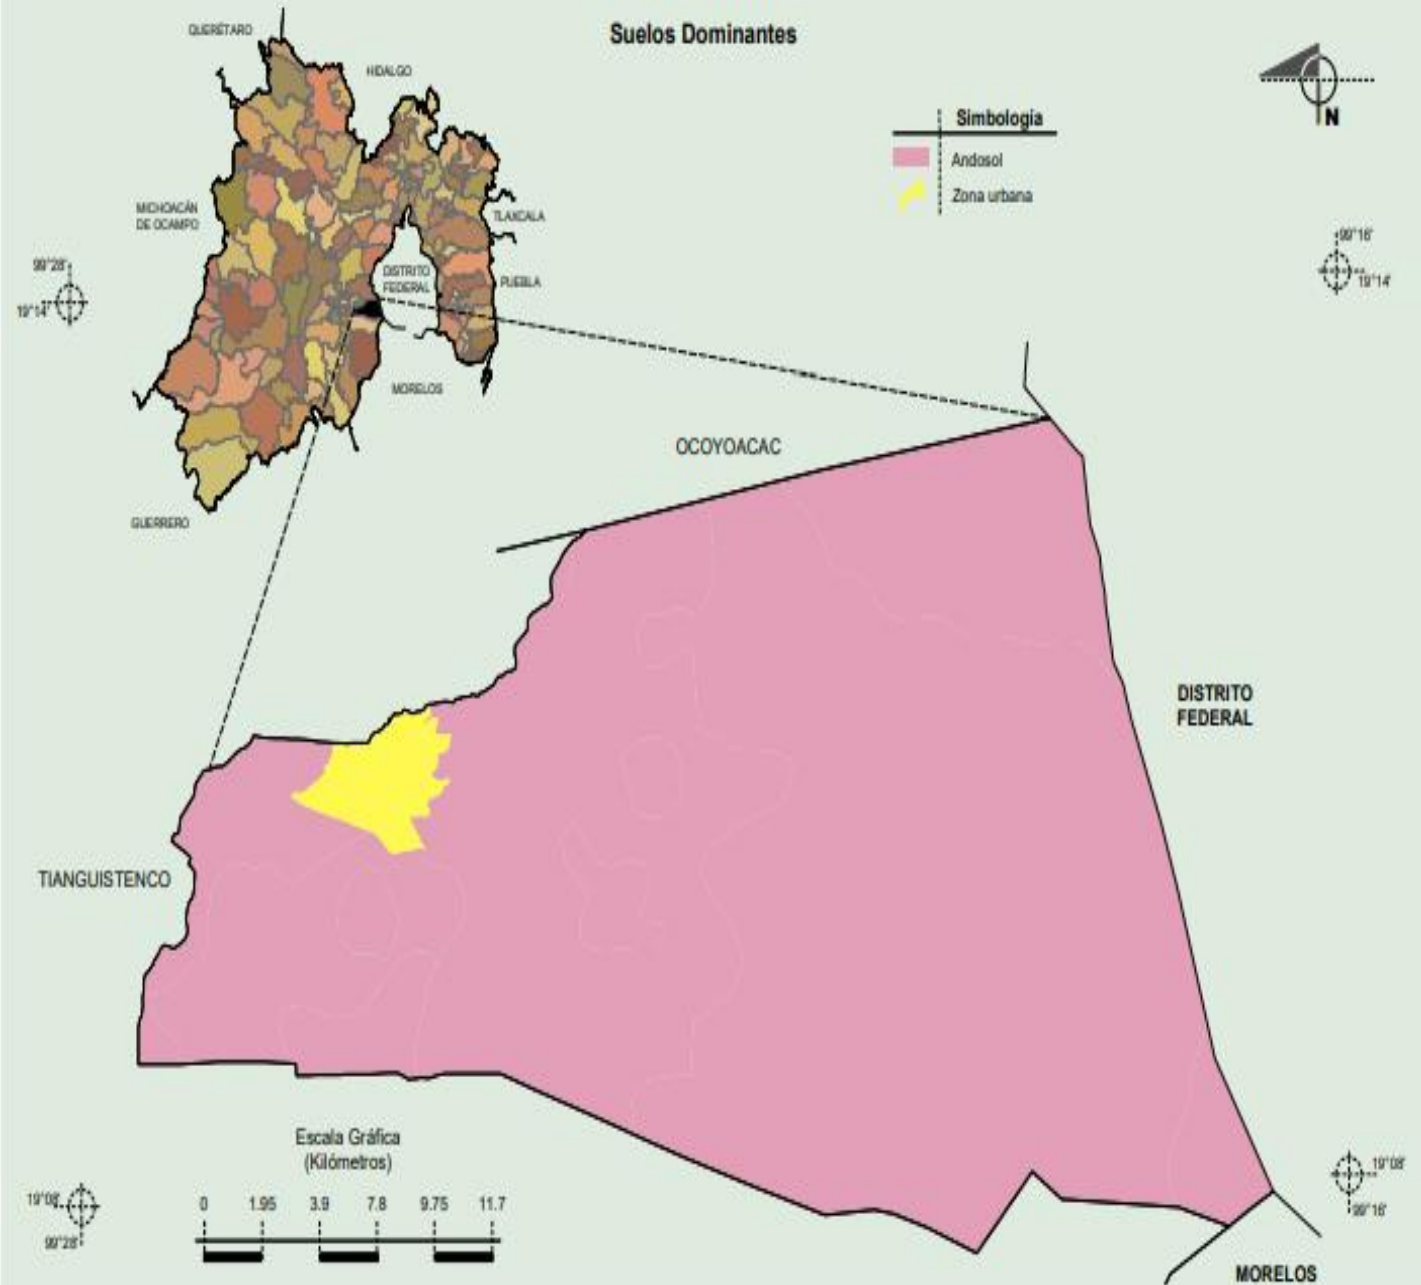 Suelos Dominantes
QUERÉTARO
HIDALGO
MICHOACÁN
DE OCAMPO
TLAXCALA
DISTRITO
FEDERAL
PUEBLA
MORELOS
GUERRERO
N
Simbología
Andosol
Zona urbana
99°28'
19°14'
99°16'
19°14'
OCOYOACAC
DISTRITO
FEDERAL
TIANGUISTENCO
Escala Gráfica
(Kilómetros)
0 1.95 3.9 7.8 9.75 11.7
19°08'
99°28'
19°08'
99°16'
MORELOS